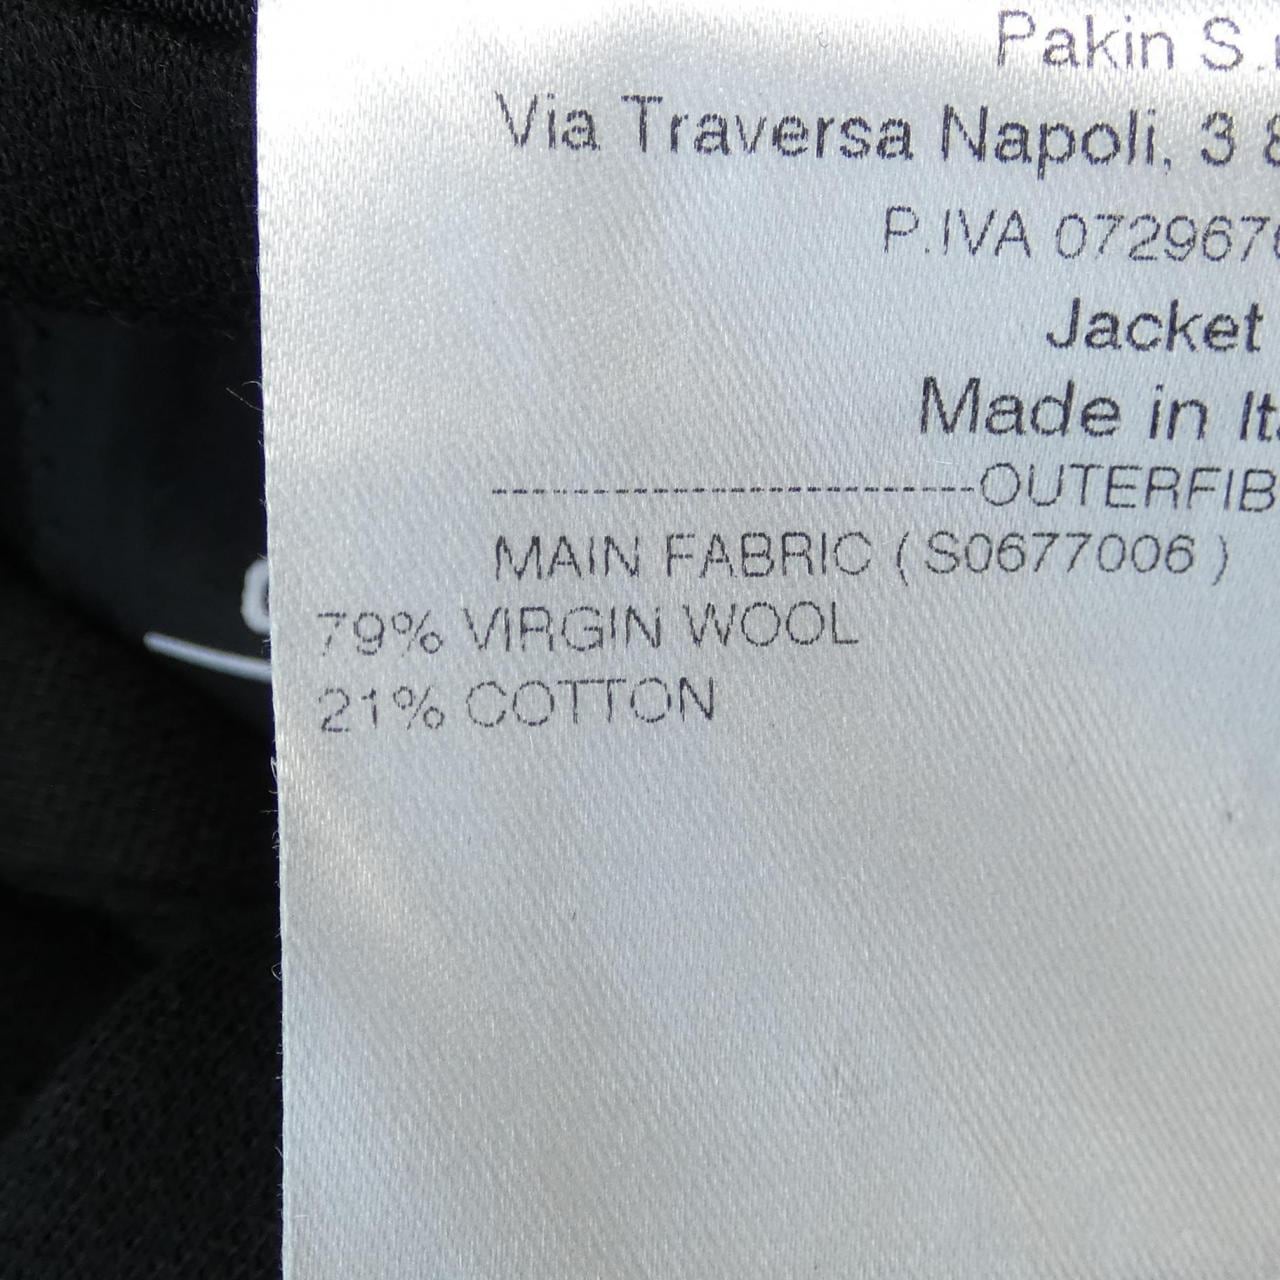 Pakin S.
Via Traversa Napoli, 3
P.IVA 072967
Jacket
Made in
-----------------------------------OUTERFIB
MAIN FABRIC ( S0677006 )
79% VIRGIN WOOL
21% COTTON